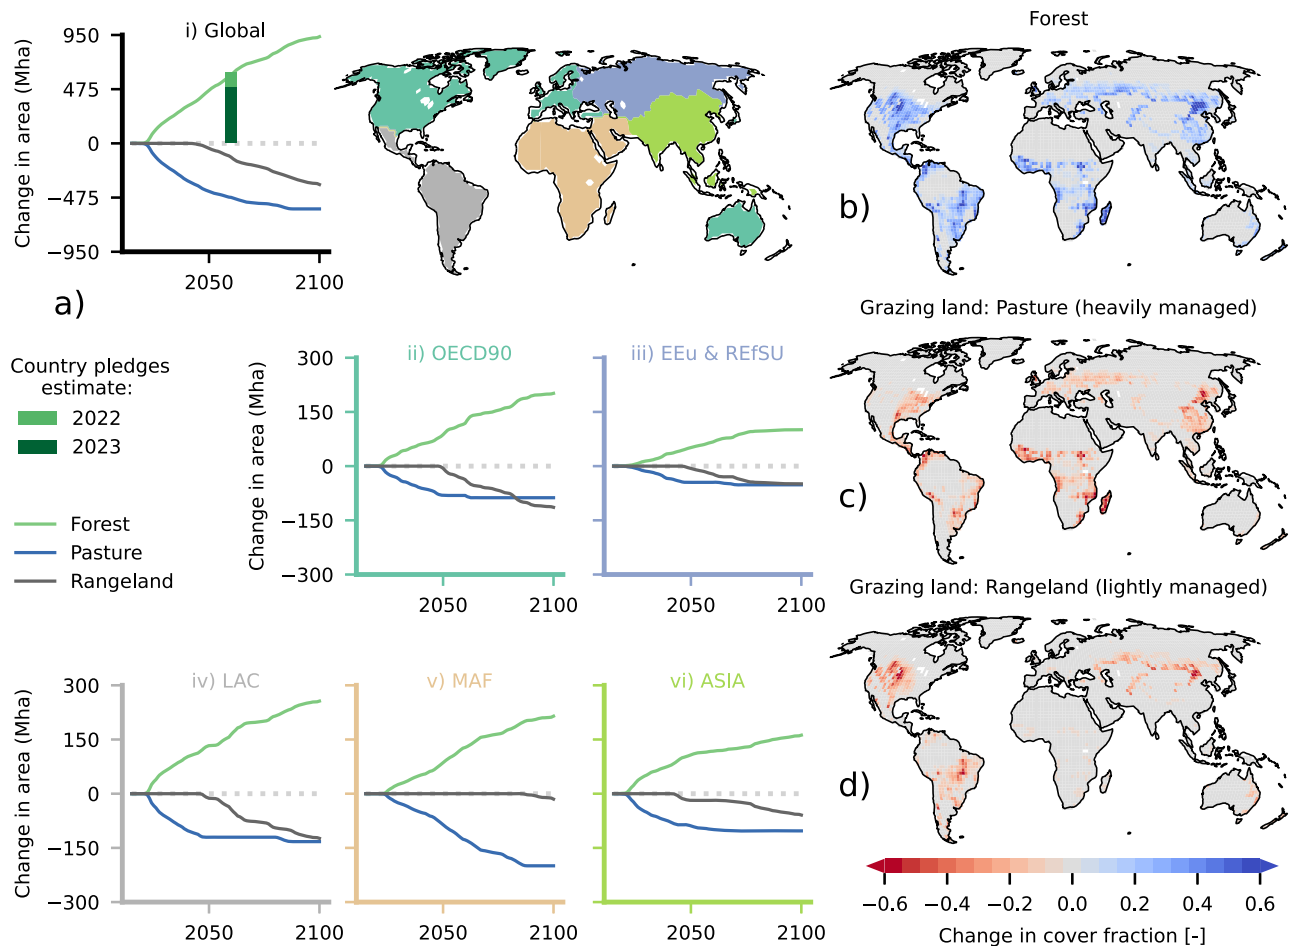 i) Global
Change in area (Mha)
950
475
0
−475
−950
2050
2100
a)
Forest
b)
Country pledges
estimate:
2022
2023
Forest
Pasture
Rangeland
ii) OECD90
Change in area (Mha)
300
150
0
−150
−300
2050
2100
iii) EEu & REfSU
2050
2100
Grazing land: Pasture (heavily managed)
c)
iv) LAC
Change in area (Mha)
300
150
0
−150
−300
2050
2100
v) MAF
2050
2100
vi) ASIA
2050
2100
Grazing land: Rangeland (lightly managed)
d)
−0.6
−0.4
−0.2
0.0
0.2
0.4
0.6
Change in cover fraction [-]